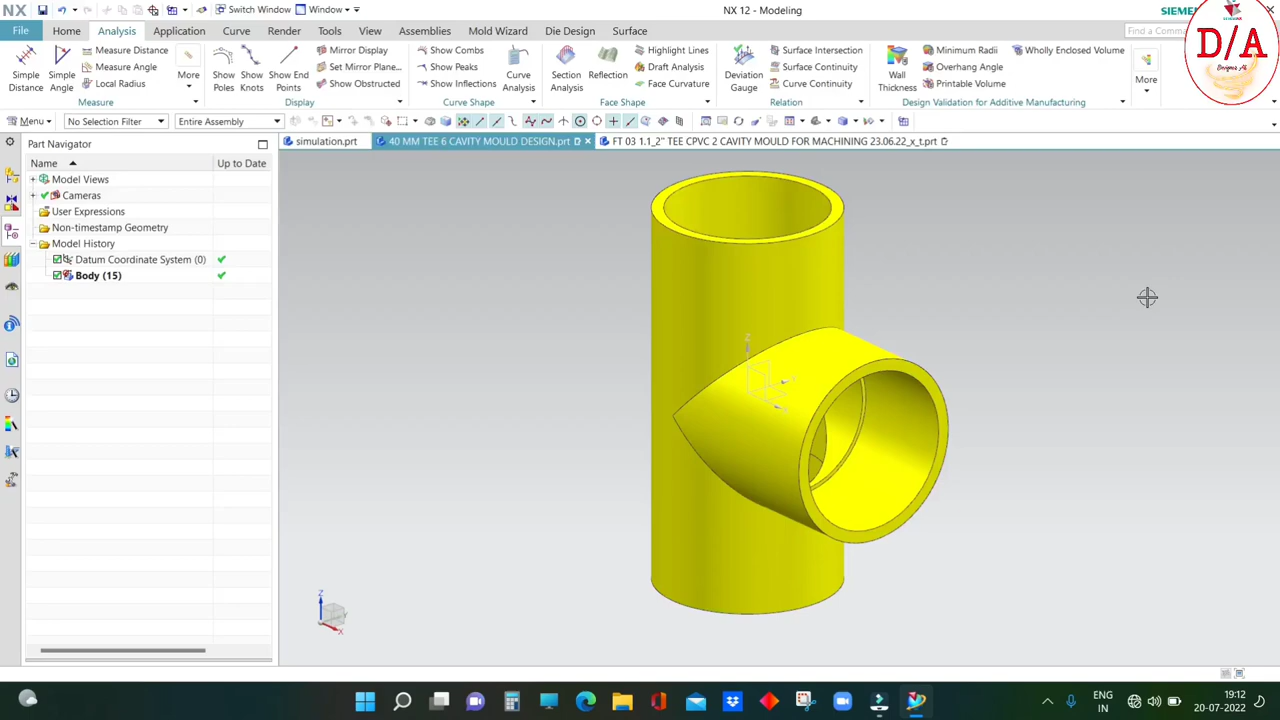 NX
Switch Window
Window
NX 12 - Modeling
SIEMENS
File
Home
Analysis
Application
Curve
Render
Tools
View
Assemblies
Mold Wizard
Die Design
Surface
Find a Comma
D/A
Simple Distance
Simple Angle
Measure Distance
Measure Angle
Local Radius
More
Measure
Show Poles
Show Knots
Show End Points
Mirror Display
Set Mirror Plane...
Show Obstructed
Display
Show Combs
Show Peaks
Show Inflections
Curve Analysis
Curve Shape
Section Analysis
Reflection
Highlight Lines
Draft Analysis
Face Curvature
Face Shape
Deviation Gauge
Surface Intersection
Surface Continuity
Curve Continuity
Relation
Wall Thickness
Minimum Radii
Overhang Angle
Printable Volume
Wholly Enclosed Volume
Design Validation for Additive Manufacturing
More
Menu
No Selection Filter
Entire Assembly
simulation.prt
40 MM TEE 6 CAVITY MOULD DESIGN.prt
FT 03 1.1_2" TEE CPVC 2 CAVITY MOULD FOR MACHINING 23.06.22_x_t.prt
Part Navigator
Name
Up to Date
Model Views
Cameras
User Expressions
Non-timestamp Geometry
Model History
Datum Coordinate System (0)
Body (15)
Z
Z
X
ENG
IN
19:12
20-07-2022